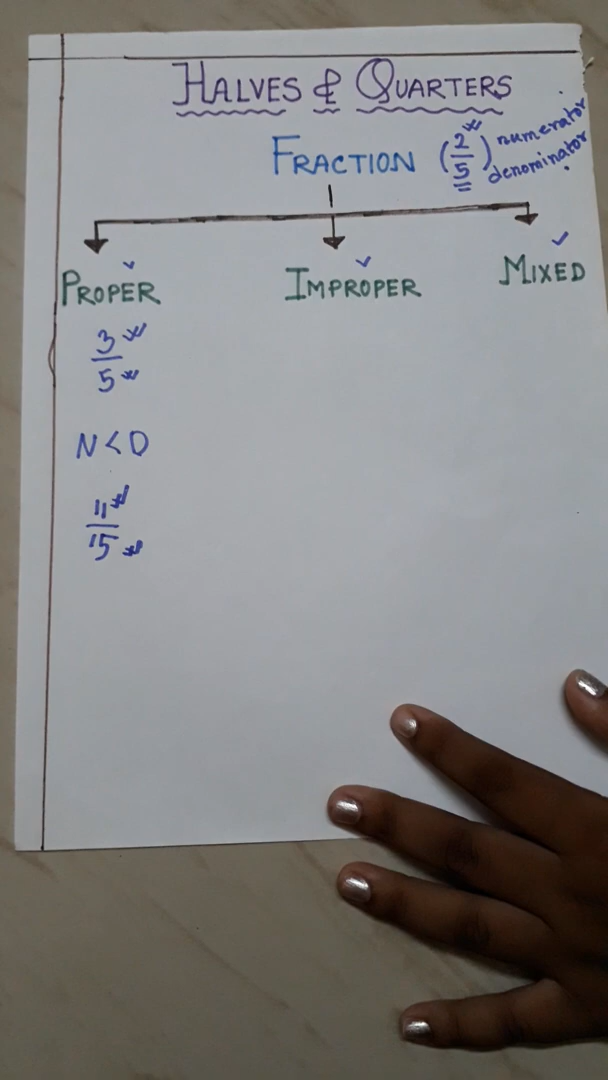 HALVES & QUARTERS
FRACTION (2/5) numerator
denominator
PROPER IMPROPER MIXED
3/5
N<D
11/15